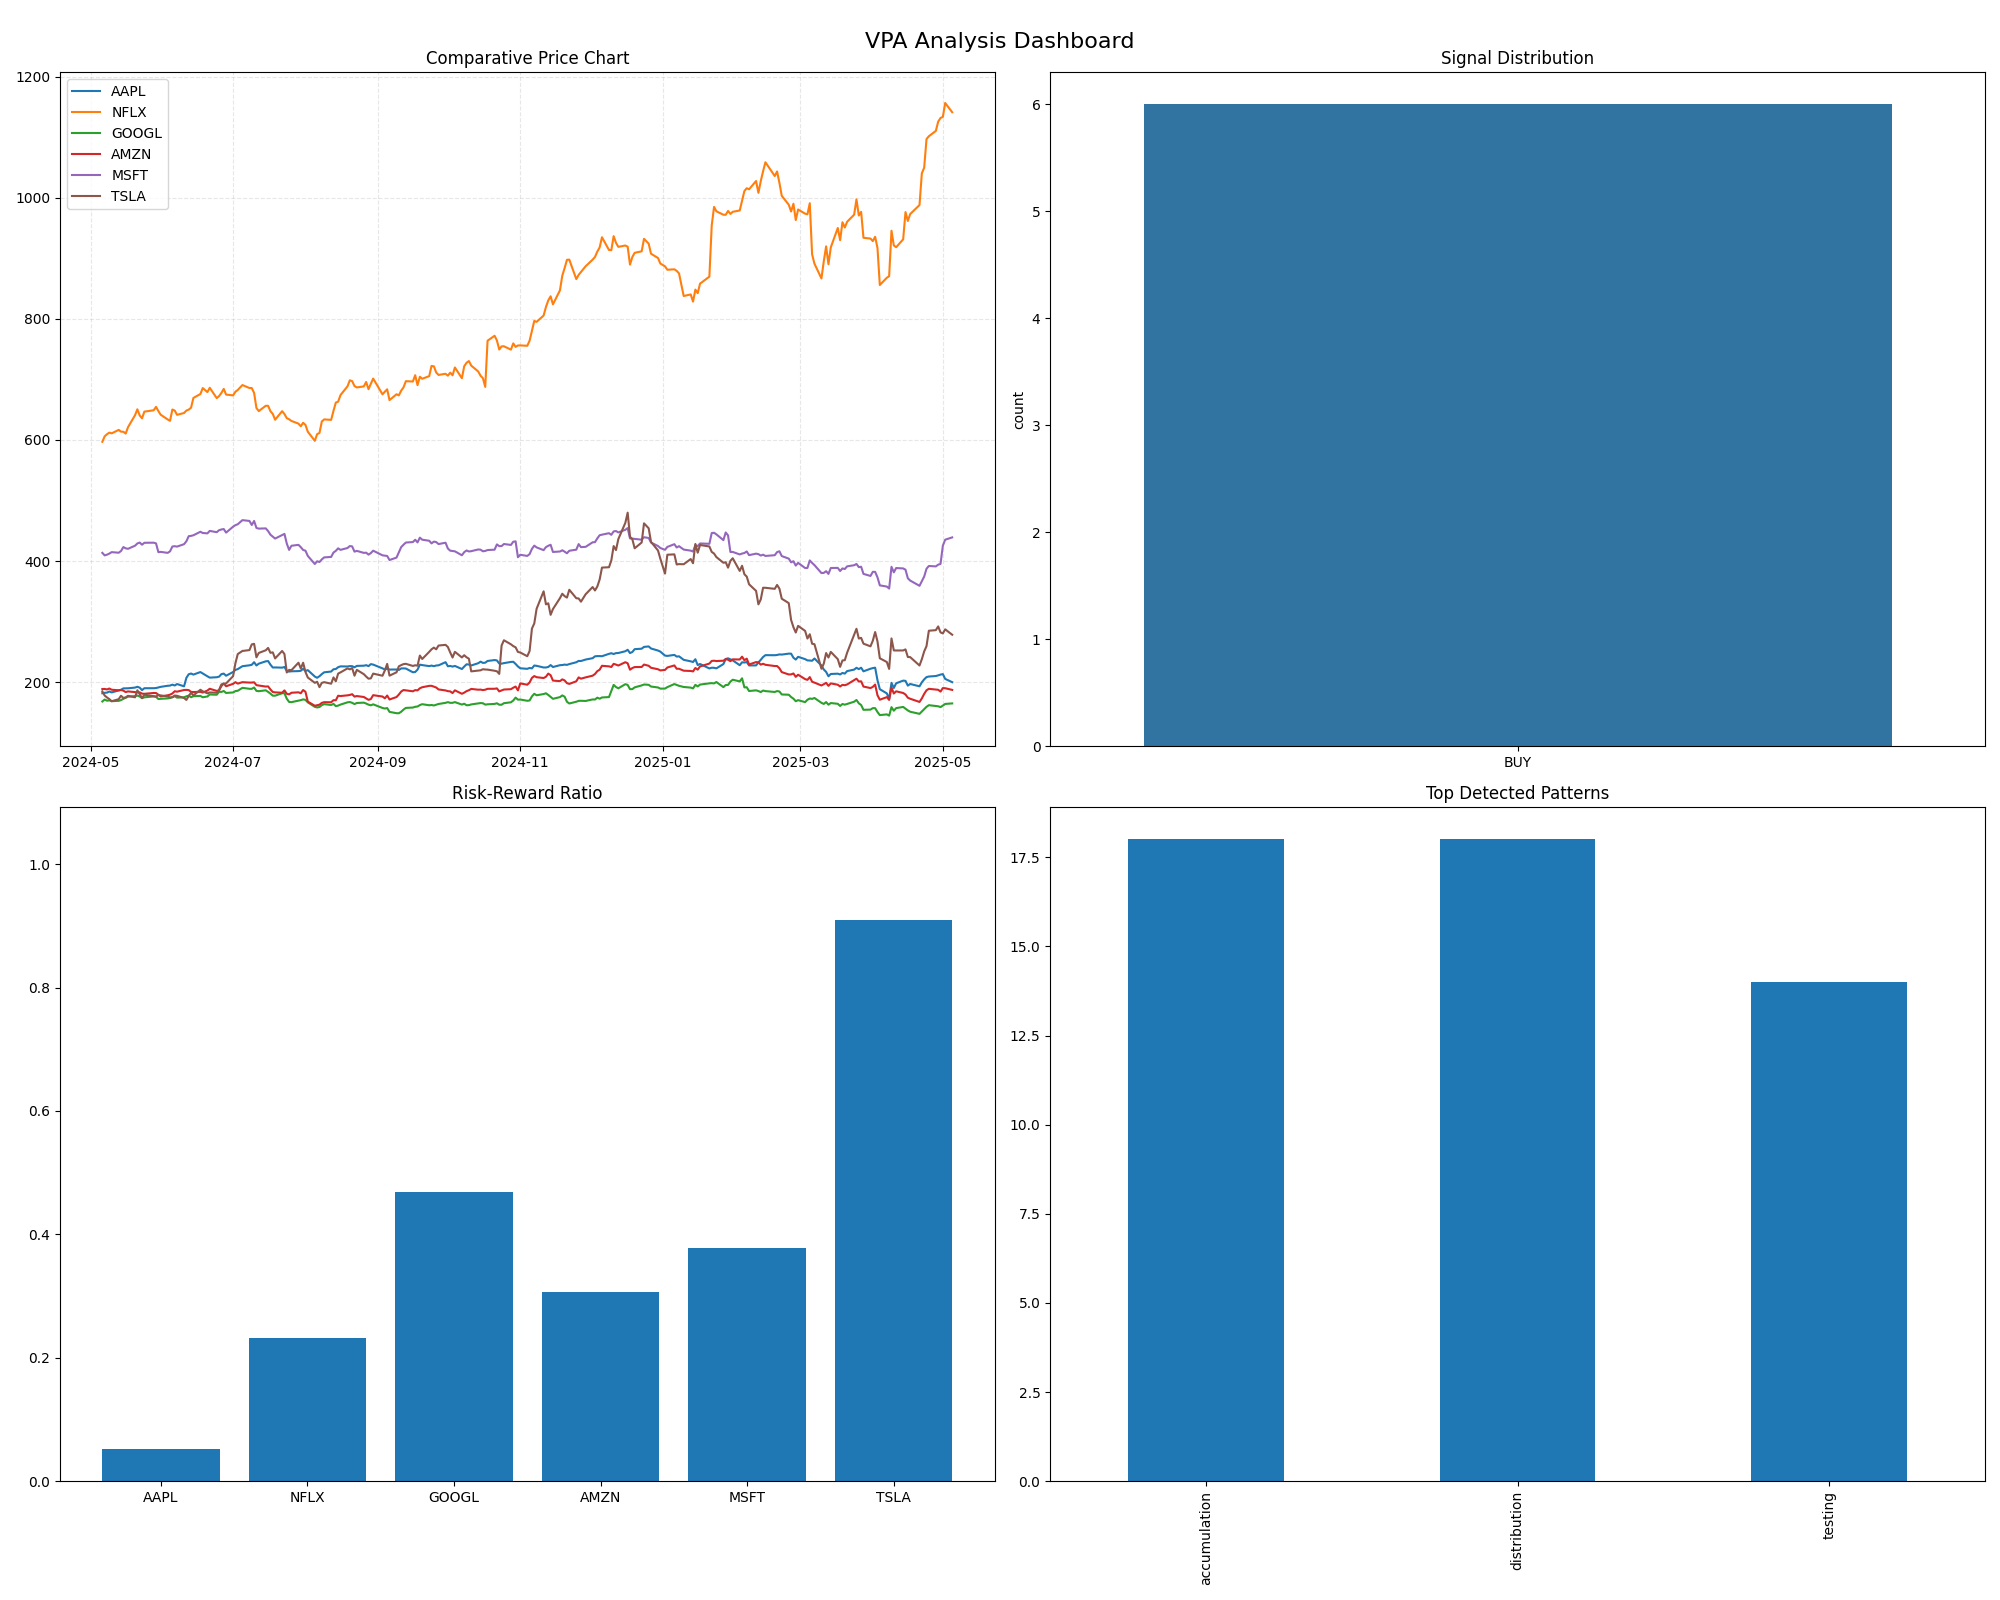 VPA Analysis Dashboard
Comparative Price Chart
1200
1000
800
600
400
200
AAPL
NFLX
GOOGL
AMZN
MSFT
TSLA
2024-05 2024-07 2024-09 2024-11 2025-01 2025-03 2025-05
Signal Distribution
count
6
5
4
3
2
1
0
BUY
Risk-Reward Ratio
1.0
0.8
0.6
0.4
0.2
0.0
AAPL NFLX GOOGL AMZN MSFT TSLA
Top Detected Patterns
17.5
15.0
12.5
10.0
7.5
5.0
2.5
0.0
accumulation
distribution
testing